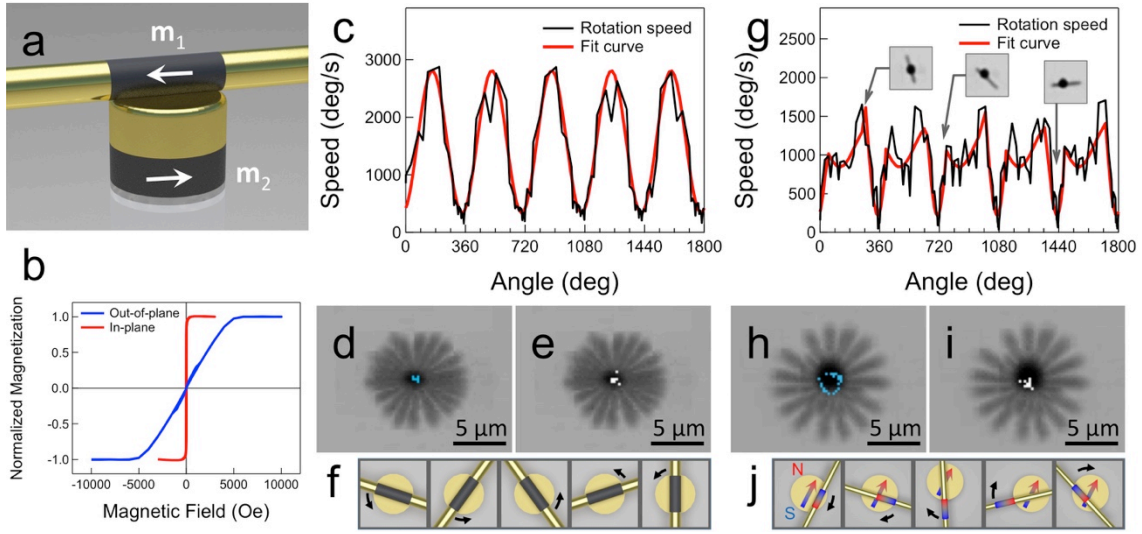 a
m1
m2
b
Out-of-plane
In-plane
Normalized Magnetization
1.0
0.5
0.0
-0.5
-1.0
-10000 -5000 0 5000 10000
Magnetic Field (Oe)
c
Rotation speed
Fit curve
Speed (deg/s)
3000
2000
1000
0
0 360 720 1080 1440 1800
Angle (deg)
d
5 μm
e
5 μm
f
g
Rotation speed
Fit curve
Speed (deg/s)
2500
2000
1500
1000
500
0
0 360 720 1080 1440 1800
Angle (deg)
h
5 μm
i
5 μm
j
N
S